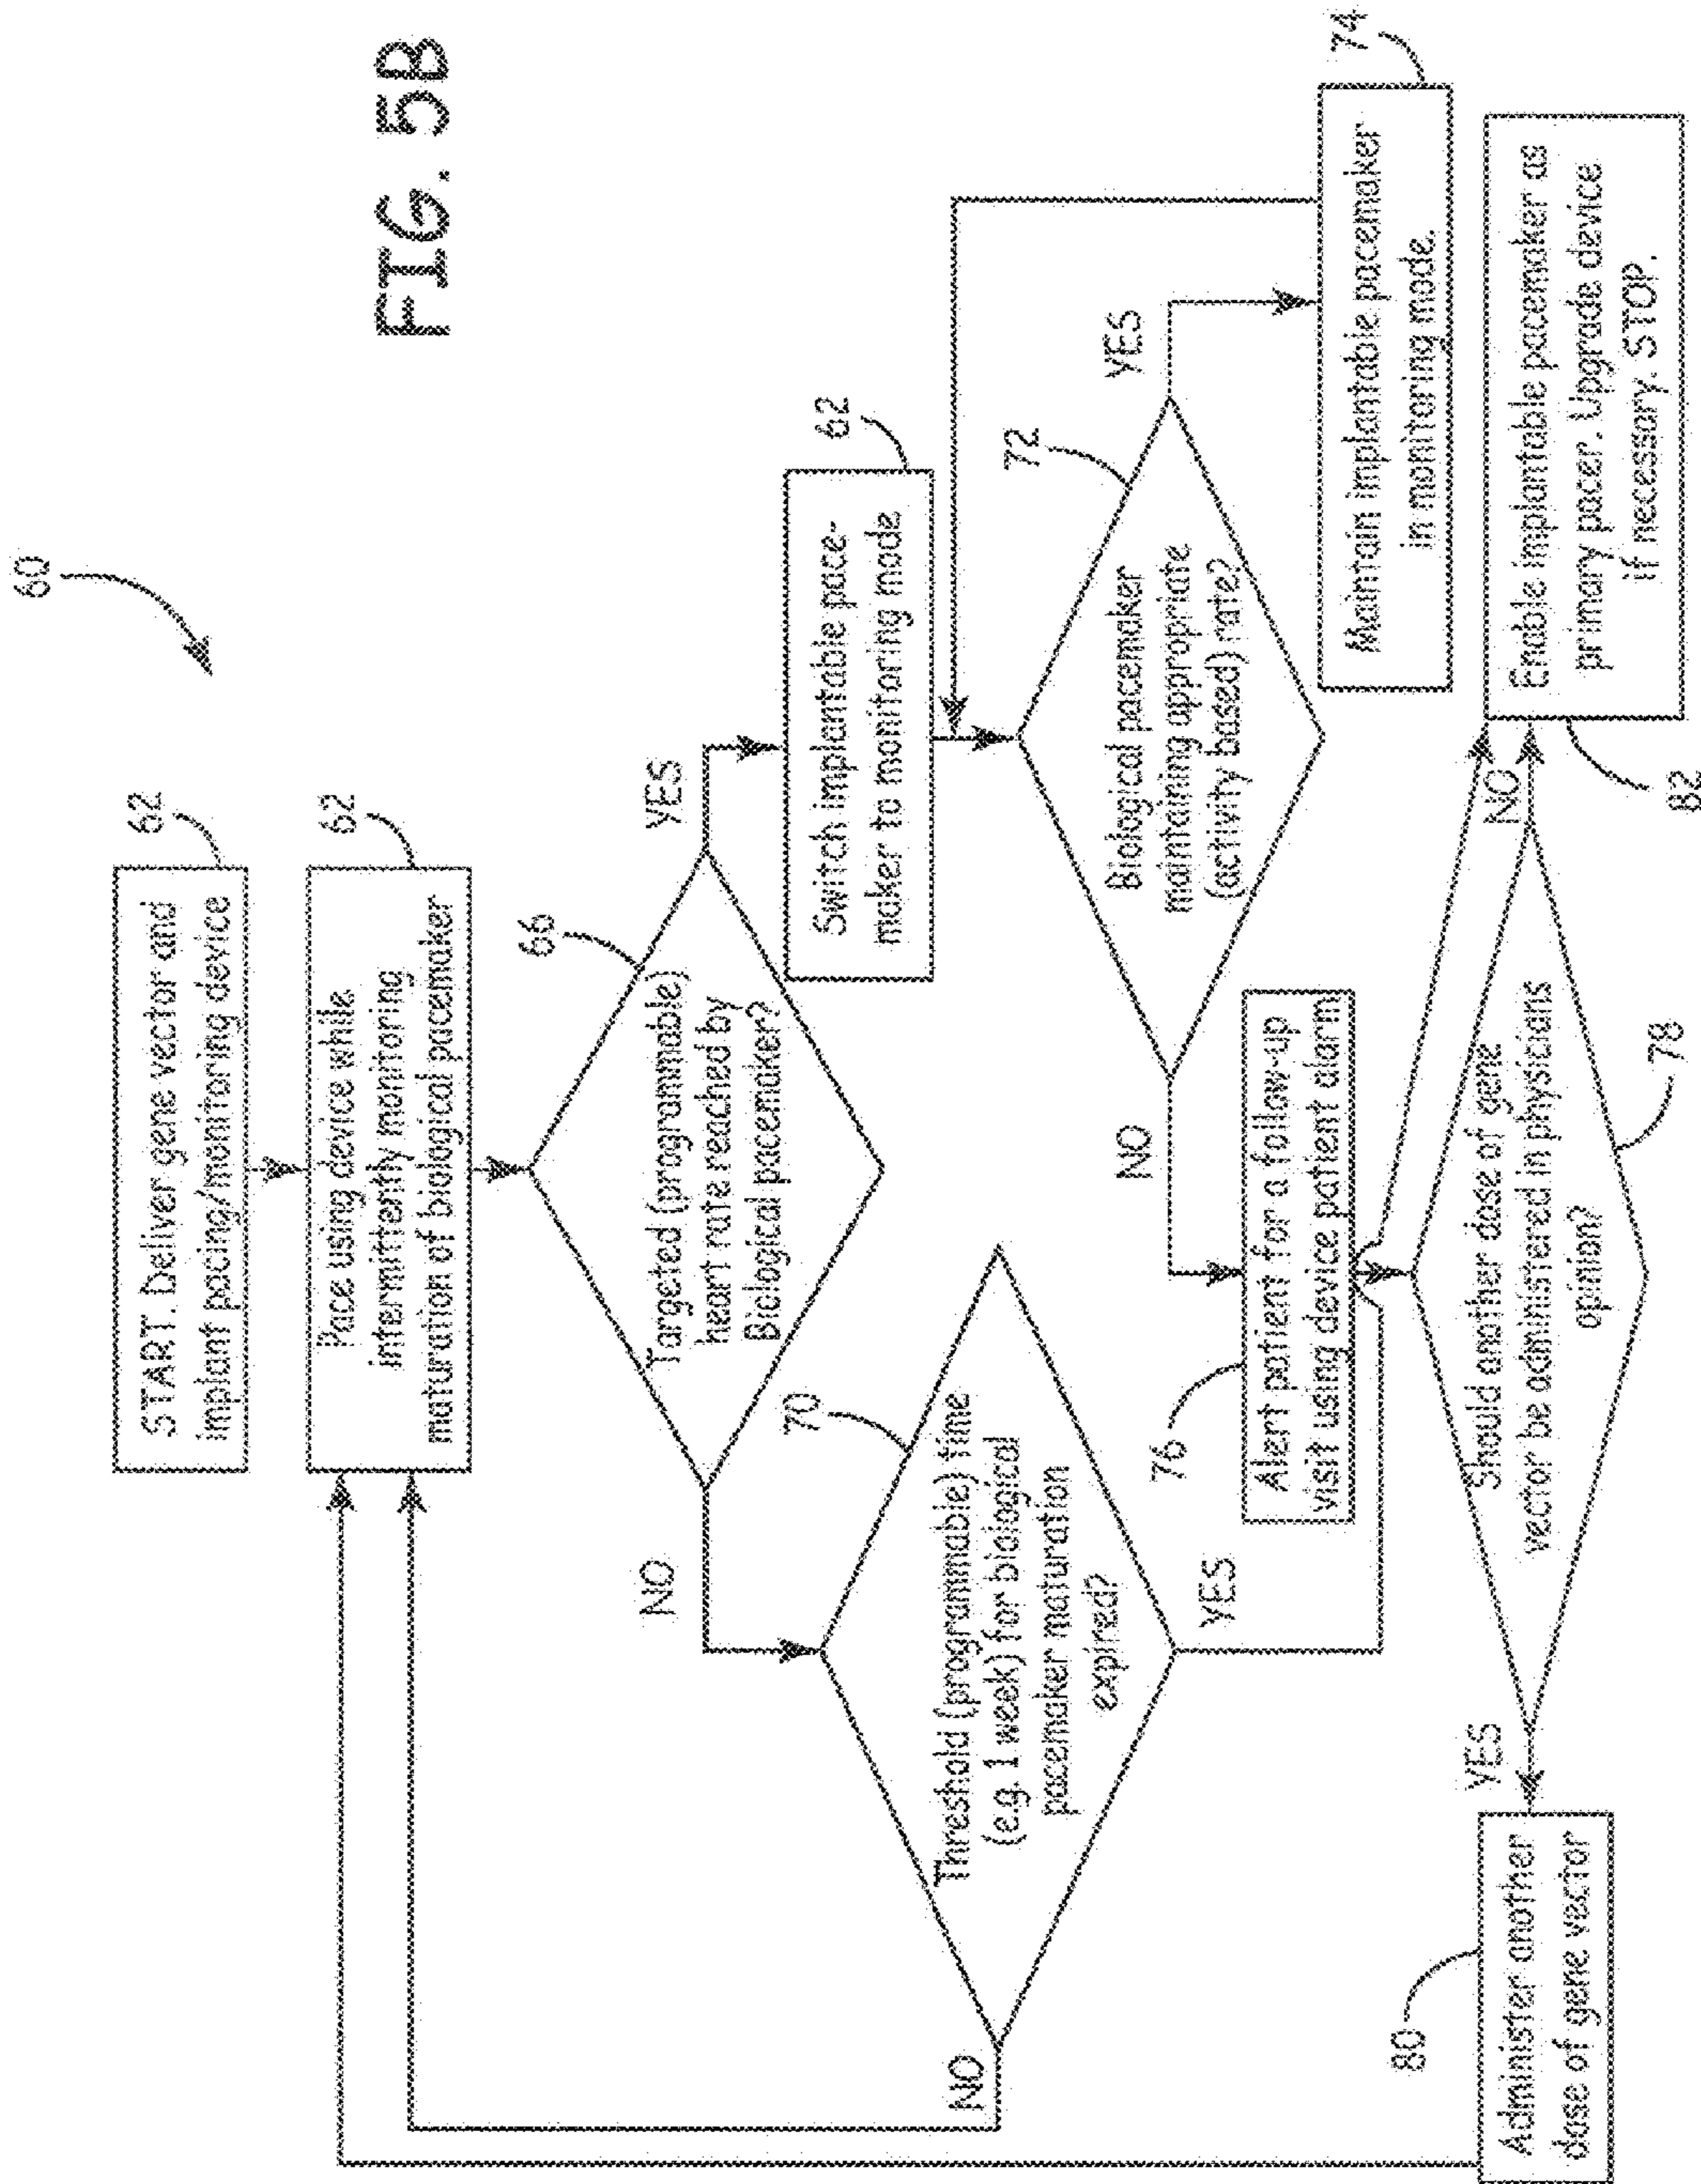 60
START. Deliver gene vector and
implant pacing/monitoring device
62
Pace using device while
intermittently monitoring
maturation of biological pacemaker
62
FIG. 5B
Targeted (programmable)
heart rate reached by
Biological pacemaker?
66
NO
YES
Threshold (programmable) time
(e.g. 1 week) for biological
pacemaker maturation
expired?
70
NO
YES
Switch implantable pace-
maker to monitoring mode
62
Biological pacemaker
maintaining appropriate
(activity based) rate?
72
NO
YES
Alert patient for a follow-up
visit using device patient alarm
76
Maintain implantable pacemaker
in monitoring mode.
74
Should another dose of gene
vector be administered in physicians
opinion?
78
YES
NO
Administer another
dose of gene vector
80
Enable implantable pacemaker as
primary pacer. Upgrade device
if necessary. STOP.
82